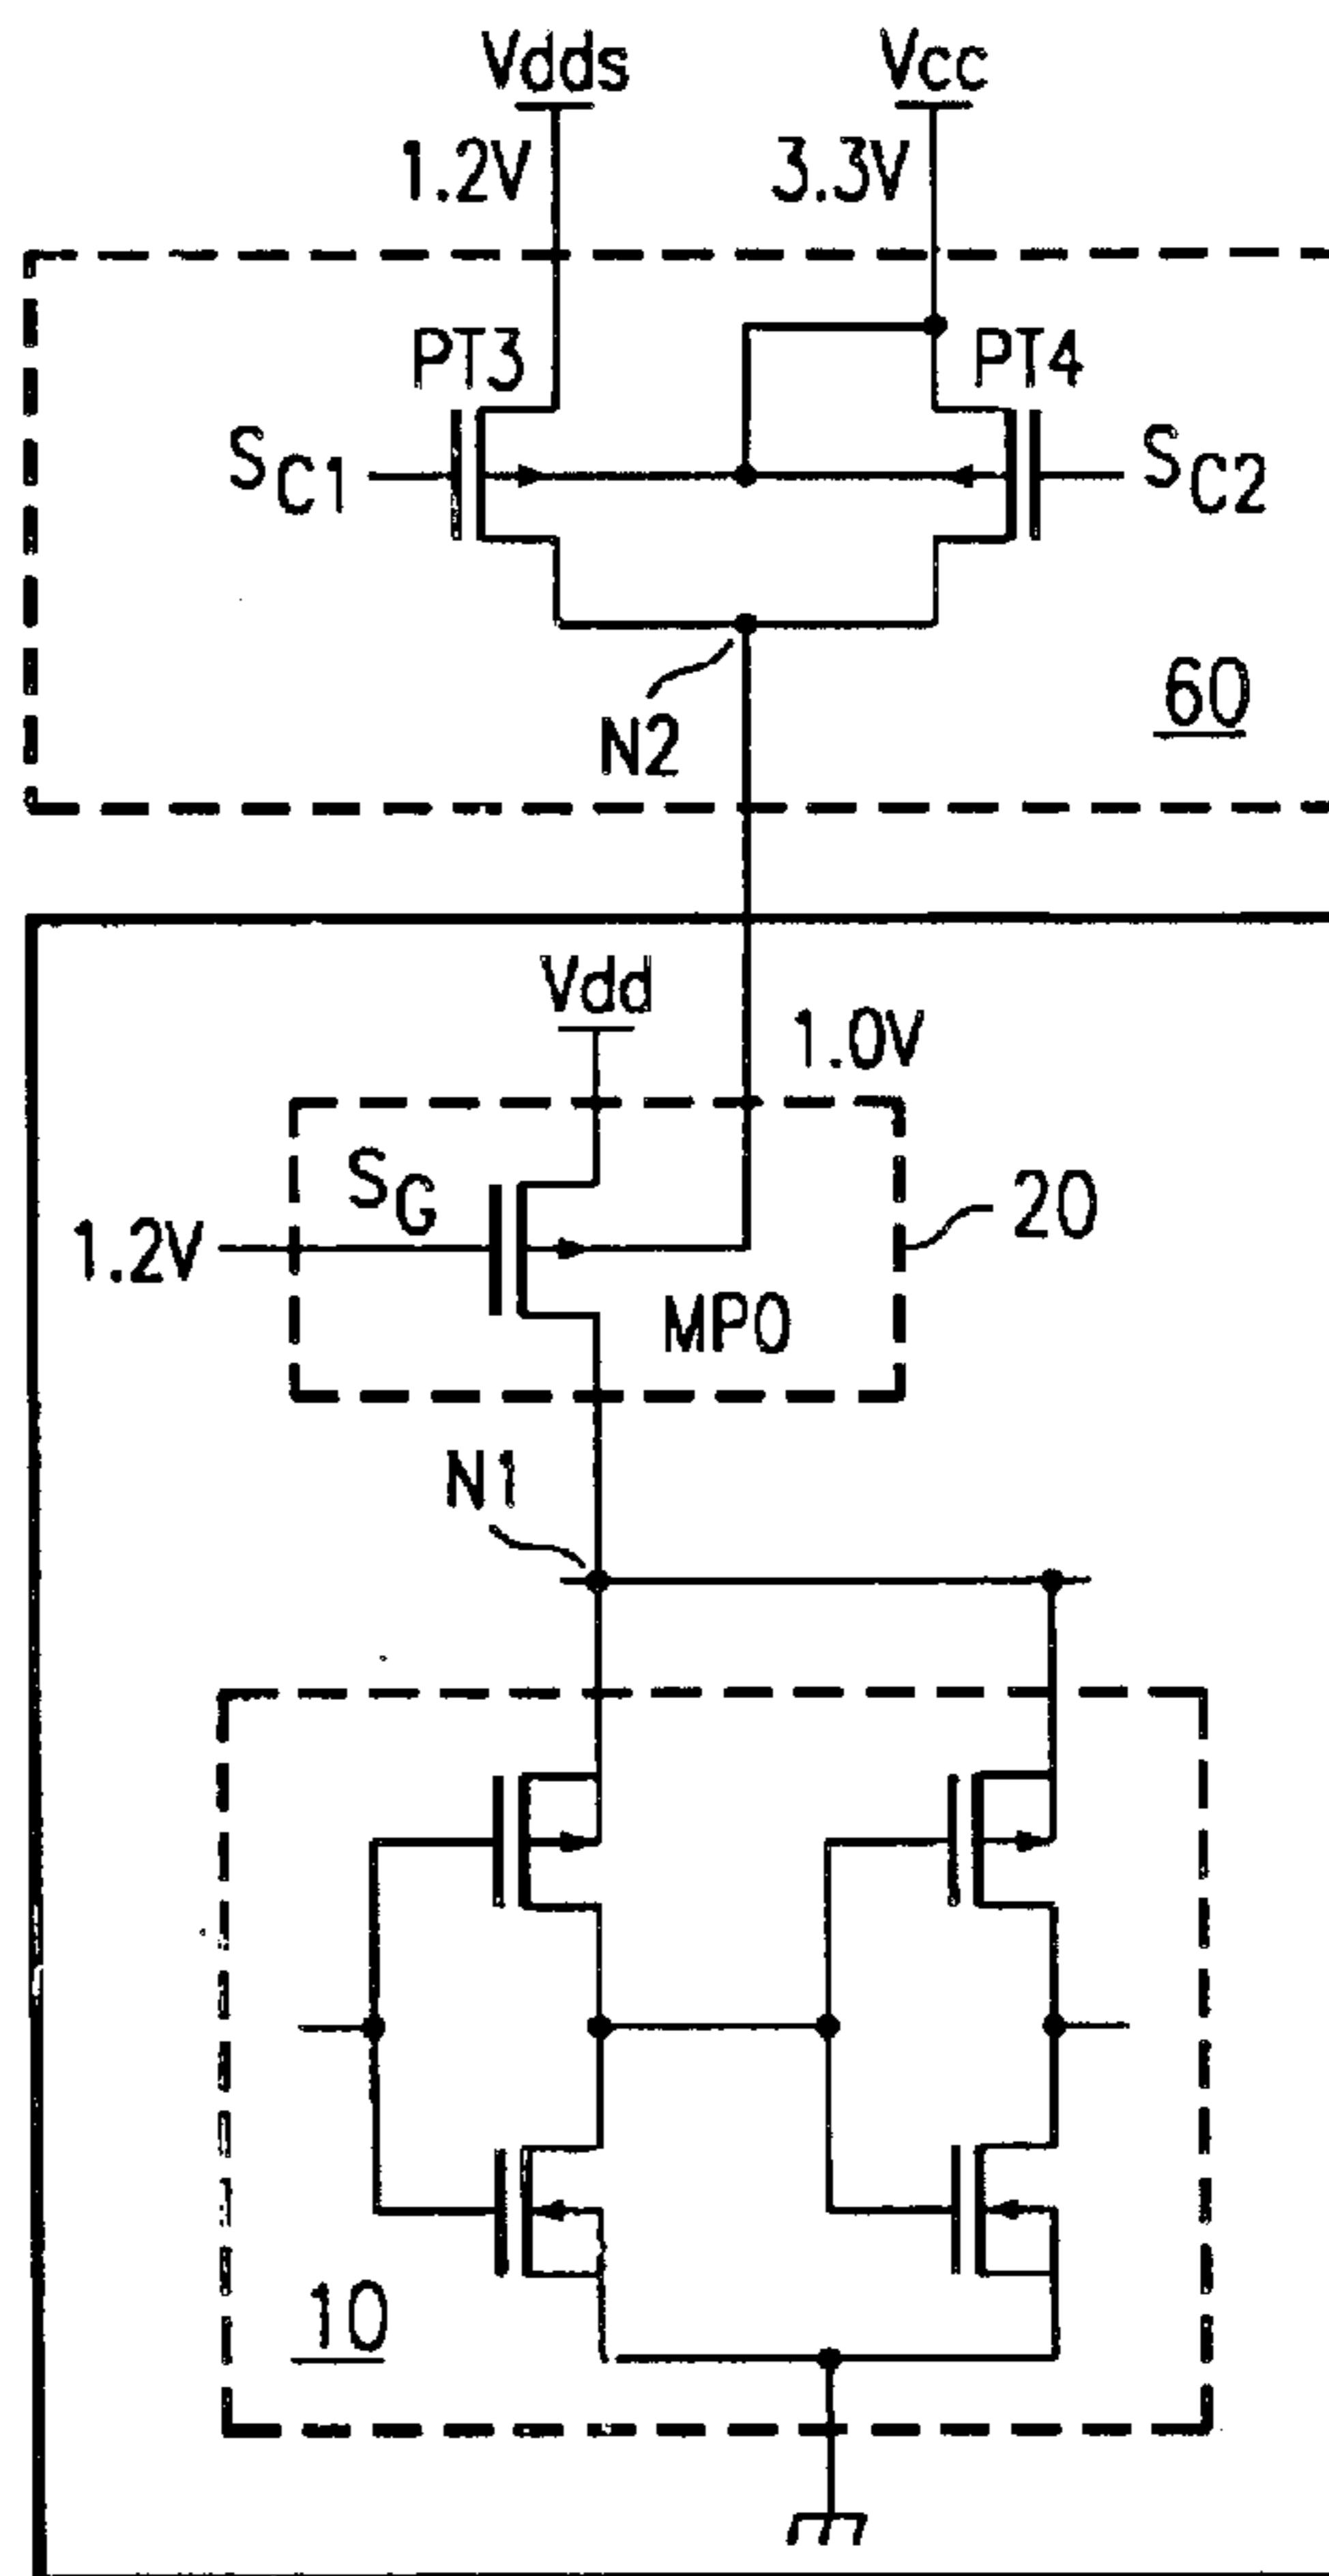 Vdds Vcc
1.2V 3.3V
PT3 PT4
SC1 SC2
N2 60
Vdd
1.0V
SG
20
1.2V
MP0
N1
10